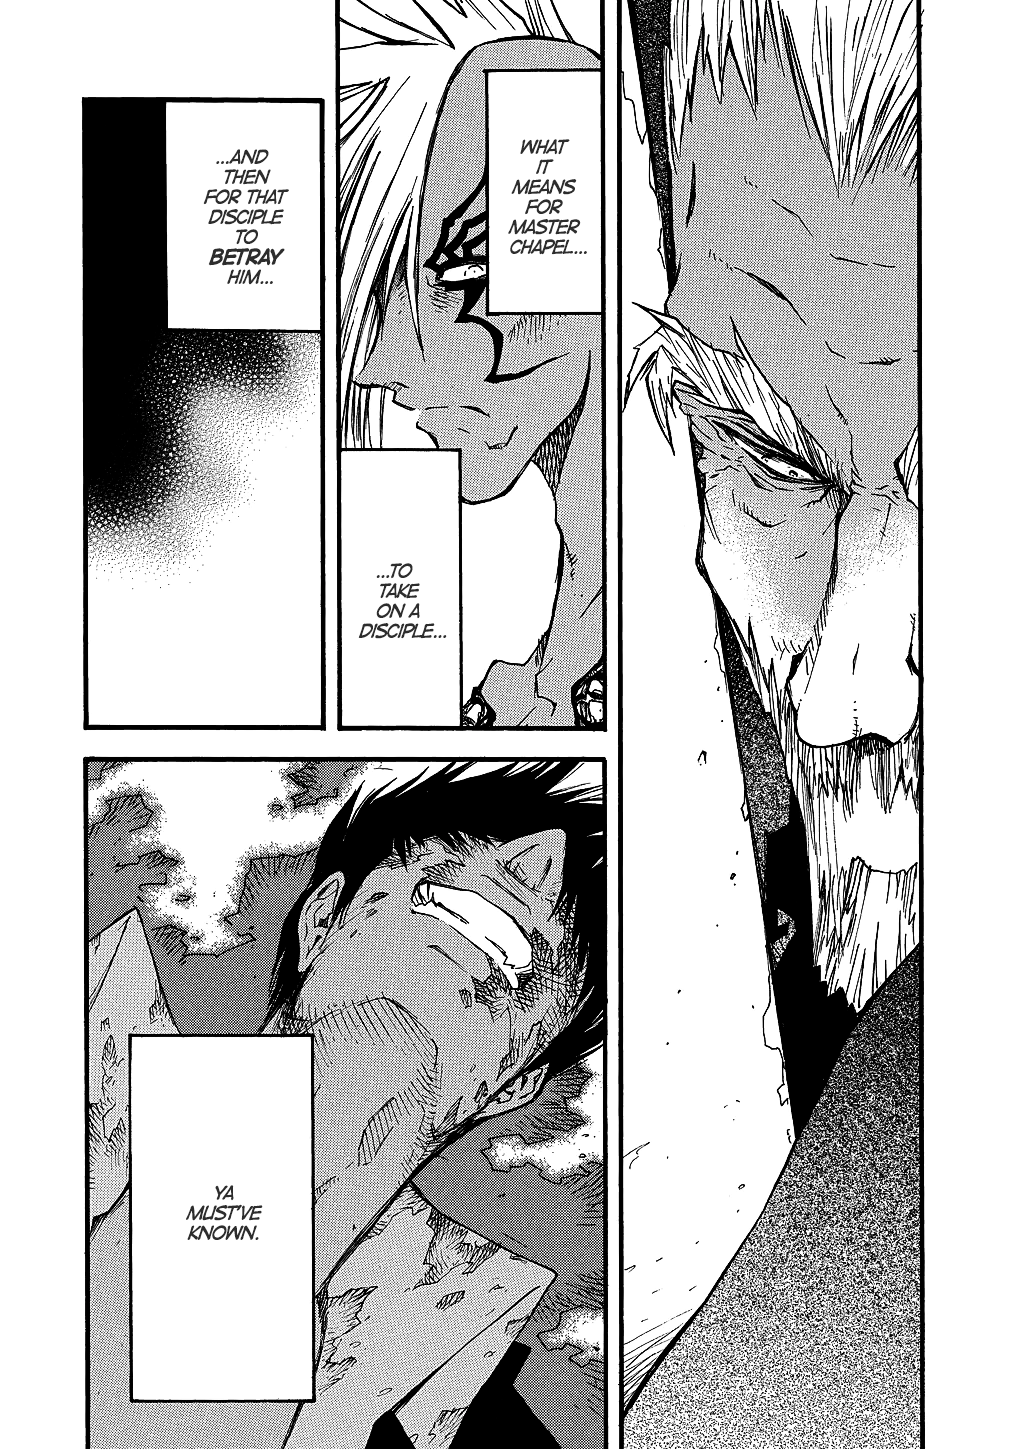 WHAT
IT
MEANS
FOR
MASTER
CHAPEL...
...TO
TAKE
ON A
DISCIPLE...
...AND
THEN
FOR THAT
DISCIPLE
TO
BETRAY
HIM...
YA
MUST'VE
KNOWN.